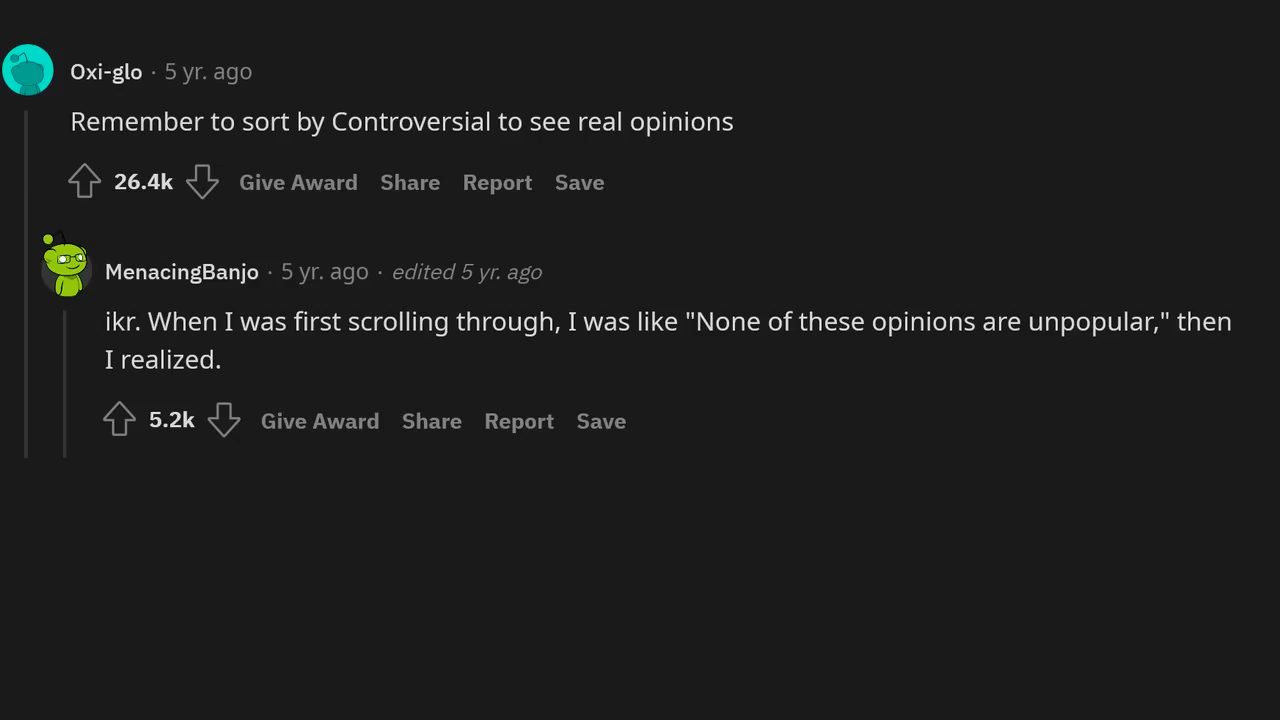 Oxi-glo · 5 yr. ago
Remember to sort by Controversial to see real opinions
26.4k Give Award Share Report Save
MenacingBanjo · 5 yr. ago · edited 5 yr. ago
ikr. When I was first scrolling through, I was like "None of these opinions are unpopular," then
I realized.
5.2k Give Award Share Report Save